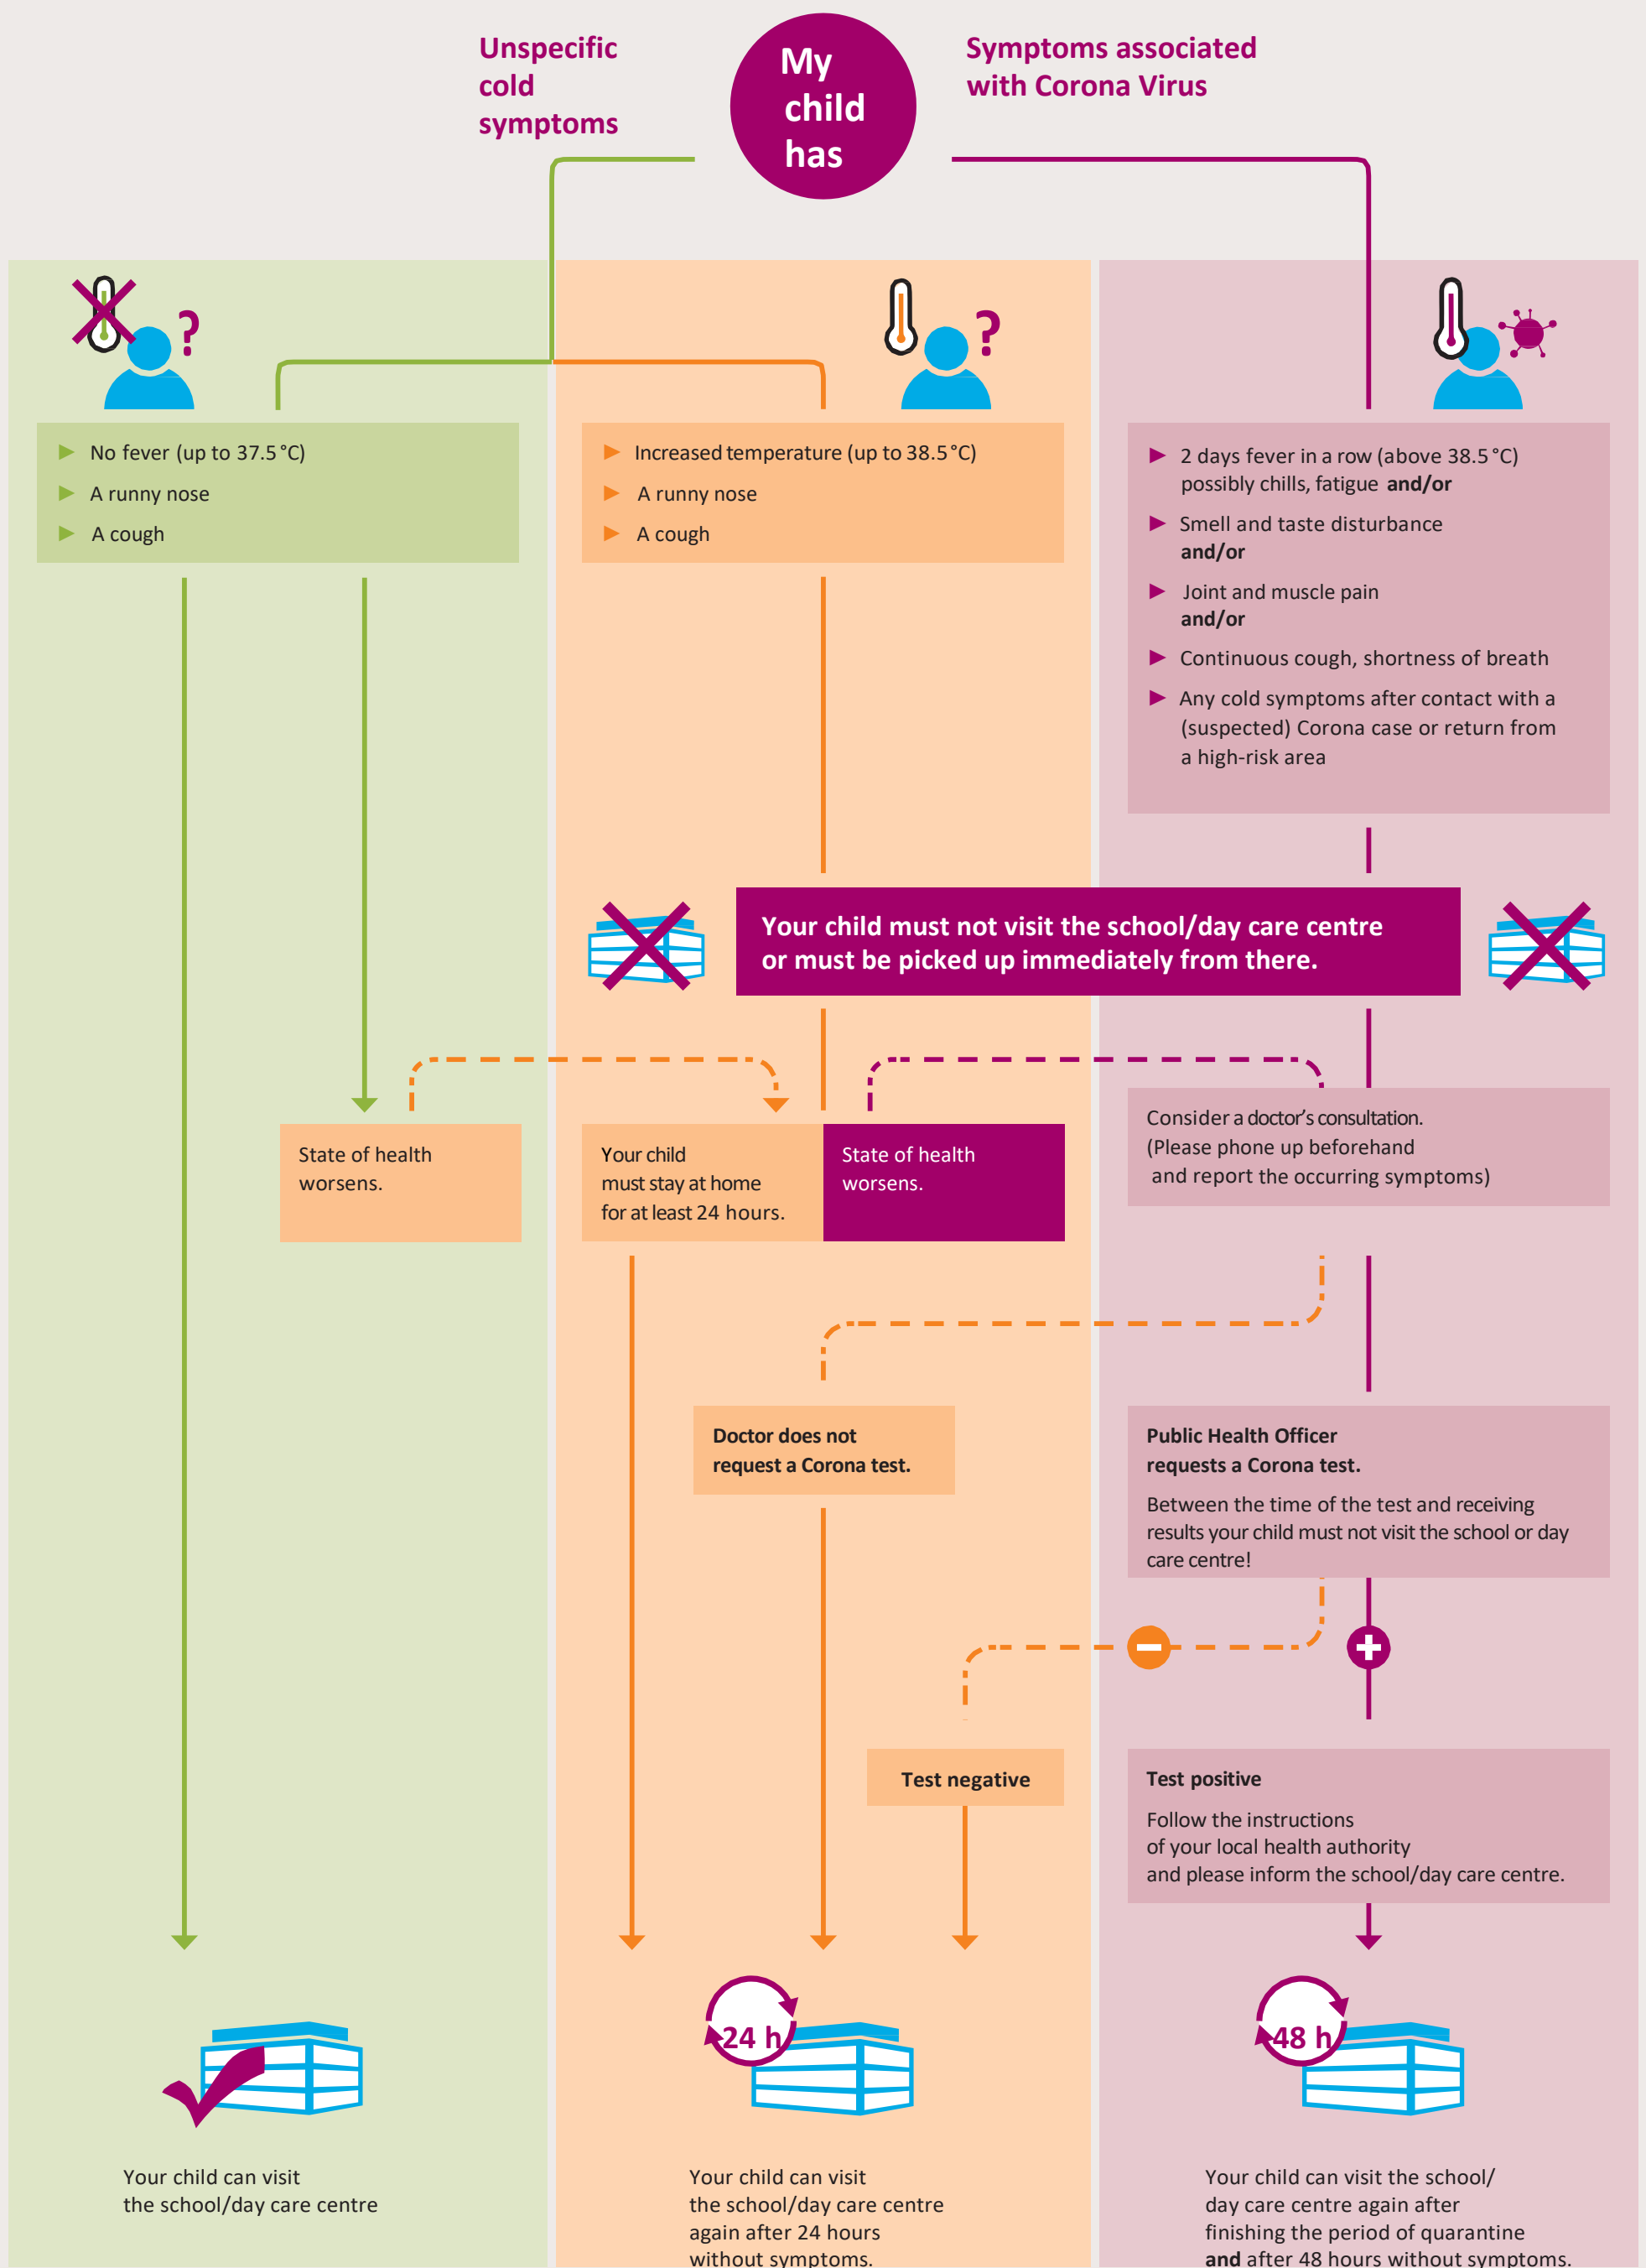 Unspecific
cold
symptoms
My
child
has
Symptoms associated
with Corona Virus
?
?
► No fever (up to 37.5 °C)
► A runny nose
► A cough
► Increased temperature (up to 38.5 °C)
► A runny nose
► A cough
► 2 days fever in a row (above 38.5 °C)
possibly chills, fatigue and/or
► Smell and taste disturbance
and/or
► Joint and muscle pain
and/or
► Continuous cough, shortness of breath
► Any cold symptoms after contact with a
(suspected) Corona case or return from
a high-risk area
Your child must not visit the school/day care centre
or must be picked up immediately from there.
State of health
worsens.
Your child
must stay at home
for at least 24 hours.
State of health
worsens.
Consider a doctor's consultation.
(Please phone up beforehand
and report the occurring symptoms)
Doctor does not
request a Corona test.
Public Health Officer
requests a Corona test.
Between the time of the test and receiving
results your child must not visit the school or day
care centre!
Test negative
Test positive
Follow the instructions
of your local health authority
and please inform the school/day care centre.
24 h
48 h
Your child can visit
the school/day care centre
Your child can visit
the school/day care centre
again after 24 hours
without symptoms.
Your child can visit the school/
day care centre again after
finishing the period of quarantine
and after 48 hours without symptoms.